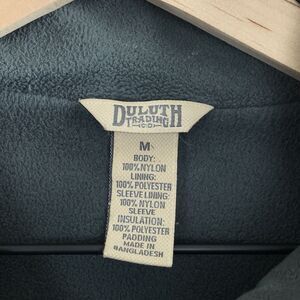 DULUTH
TRADING
CO
M
BODY:
100% NYLON
LINING:
100% POLYESTER
SLEEVE LINING:
100% NYLON
SLEEVE
INSULATION:
100% POLYESTER
PADDING
MADE IN
BANGLADESH